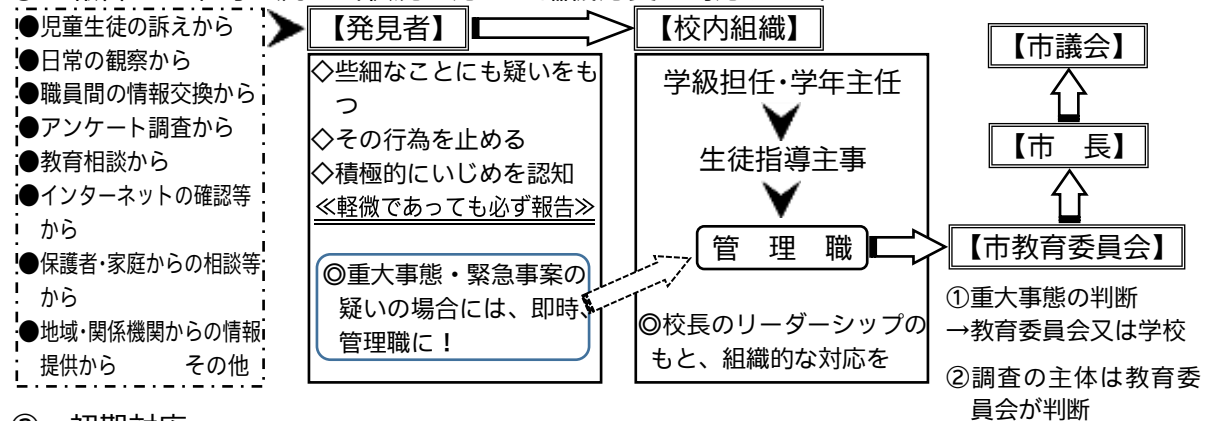 ●児童生徒の訴えから
●日常の観察から
●職員間の情報交換から
●アンケート調査から
●教育相談から
●インターネットの確認等
から
●保護者・家庭からの相談等
から
●地域・関係機関からの情報
提供から　　その他
【発見者】
◇些細なことにも疑いをも
つ
◇その行為を止める
◇積極的にいじめを認知
≪軽微であっても必ず報告≫
◎重大事態・緊急事案の
疑いの場合には、即時、
管理職に！
【校内組織】
学級担任・学年主任
生徒指導主事
管　理　職
◎校長のリーダーシップの
もと、組織的な対応を
【市議会】
【市　長】
【市教育委員会】
①重大事態の判断
→教育委員会又は学校
②調査の主体は教育委
員会が判断